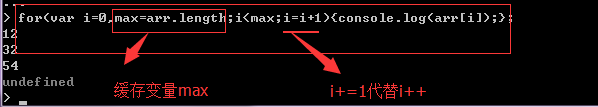 > for(var i=0,max=arr.length;i<max;i=i+1){console.log(arr[i]);};
12
32
54
undefined
>
缓存变量max
i+=1代替i++